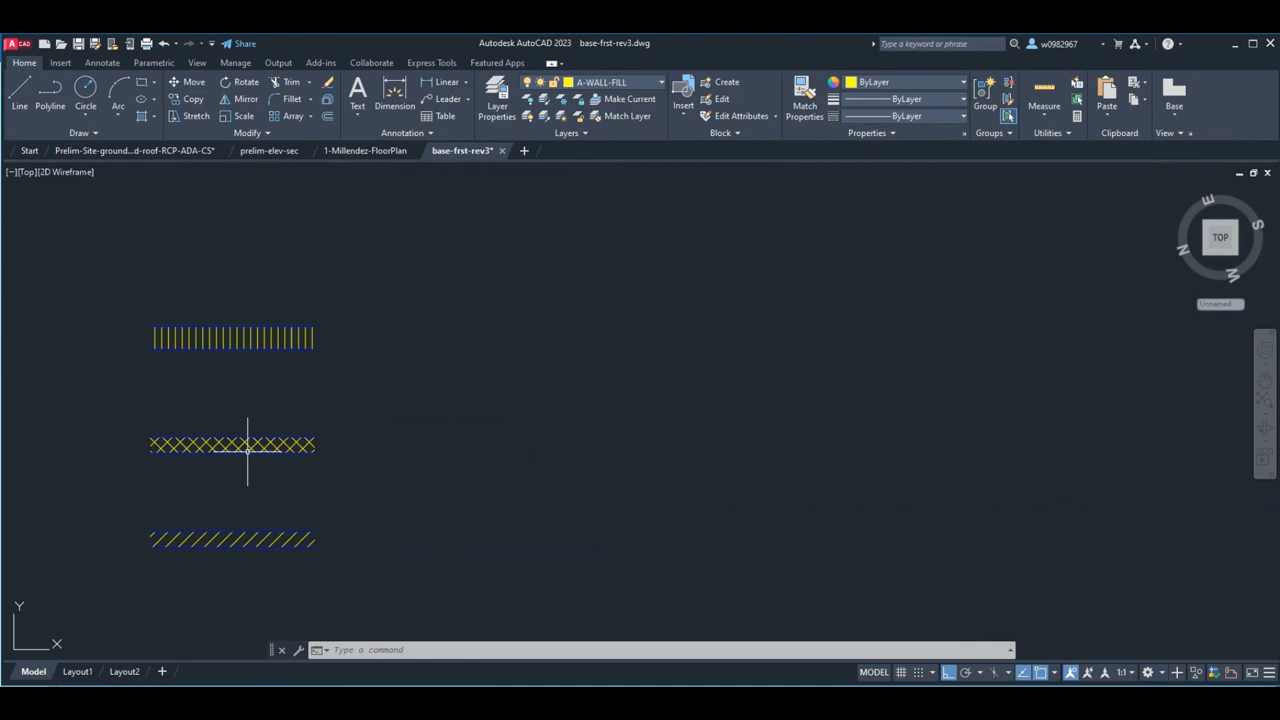 A CAD Share Autodesk AutoCAD 2023 base-frst-rev3.dwg Type a keyword or phrase w0982967
Home Insert Annotate Parametric View Manage Output Add-ins Collaborate Express Tools Featured Apps
Line Polyline Circle Arc Move Rotate Trim Text Dimension Linear Layer Properties A-WALL-FILL Insert Create Match Properties ByLayer Group Measure Paste Base
Copy Mirror Fillet Leader Make Current Edit ByLayer
Stretch Scale Array Table Match Layer Edit Attributes ByLayer
Draw Modify Annotation Layers Block Properties Groups Utilities Clipboard View
Start Prelim-Site-ground...d-roof-RCP-ADA-CS* prelim-elev-sec 1-Millendez-FloorPlan base-frst-rev3*
[−][Top][2D Wireframe]
E
S
N
W
TOP
Unnamed
Y
X
Type a command
Model Layout1 Layout2 MODEL 1:1